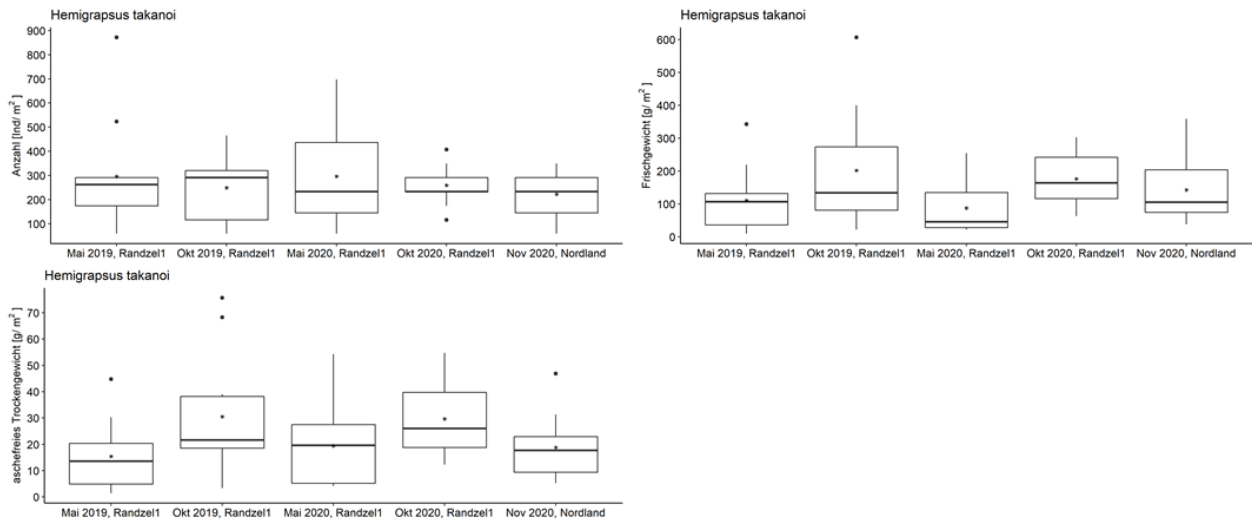 Hemigrapsus takanoi
Anzahl [Ind/ m²]
900
800
700
600
500
400
300
200
100
Mai 2019, Randzel1 Okt 2019, Randzel1 Mai 2020, Randzel1 Okt 2020, Randzel1 Nov 2020, Nordland
Hemigrapsus takanoi
Frischgewicht [g/ m²]
600
500
400
300
200
100
0
Mai 2019, Randzel1 Okt 2019, Randzel1 Mai 2020, Randzel1 Okt 2020, Randzel1 Nov 2020, Nordland
Hemigrapsus takanoi
aschefreies Trockengewicht [g/ m²]
70
60
50
40
30
20
10
0
Mai 2019, Randzel1 Okt 2019, Randzel1 Mai 2020, Randzel1 Okt 2020, Randzel1 Nov 2020, Nordland